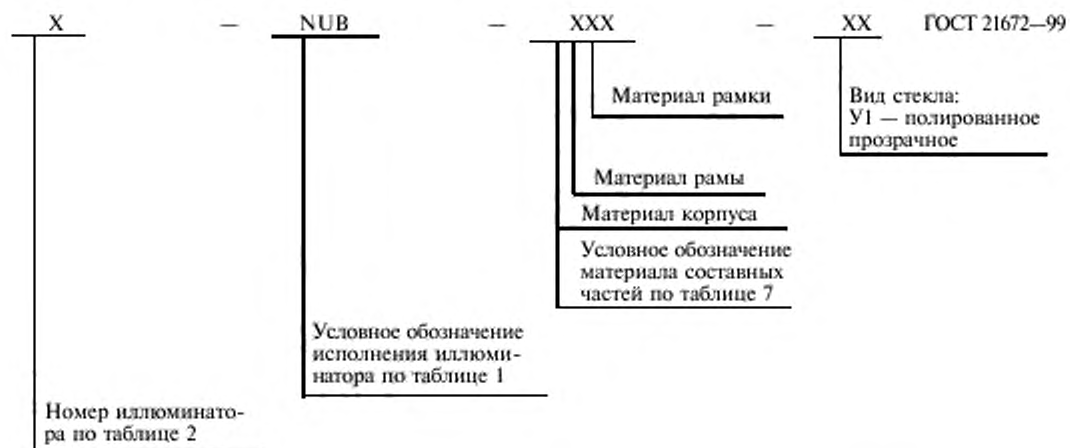 X — NUB — XXX — XX ГОСТ 21672—99
Материал рамки
Вид стекла:
У1 — полированное
прозрачное
Материал рамы
Материал корпуса
Условное обозначение
материала составных
частей по таблице 7
Условное обозначение
исполнения иллюми-
натора по таблице 1
Номер иллюминато-
ра по таблице 2